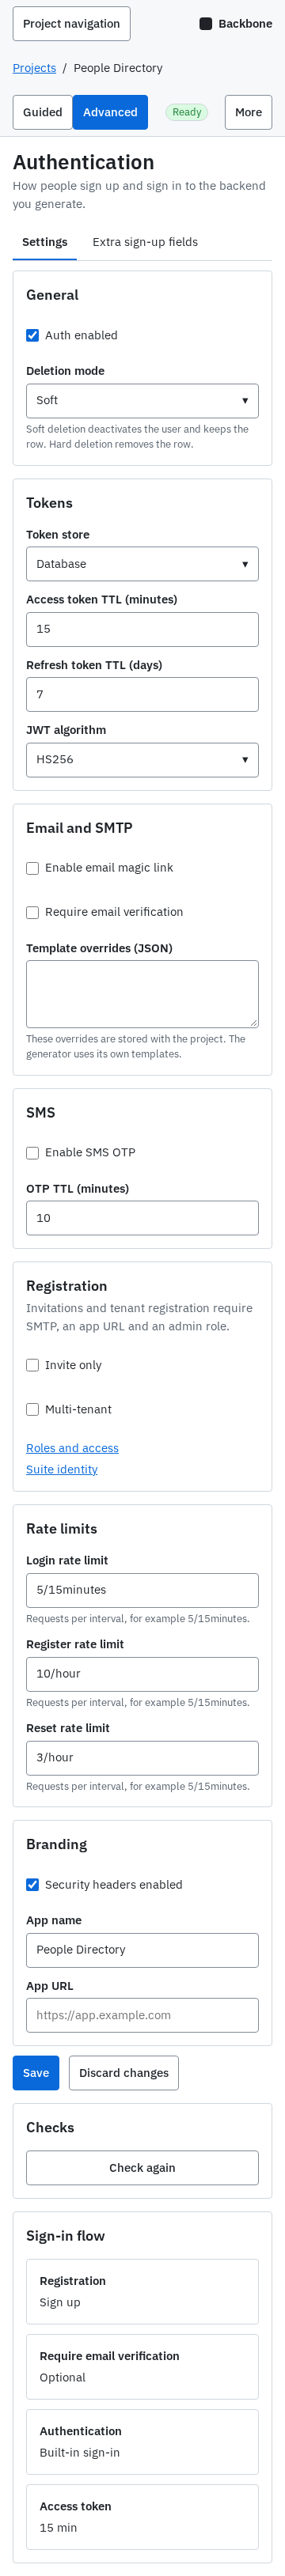 Project navigation
Backbone
Projects / People Directory
Guided
Advanced
Ready
More
Authentication
How people sign up and sign in to the backend
you generate.
Settings
Extra sign-up fields
General
Auth enabled
Deletion mode
Soft
Soft deletion deactivates the user and keeps the
row. Hard deletion removes the row.
Tokens
Token store
Database
Access token TTL (minutes)
15
Refresh token TTL (days)
7
JWT algorithm
HS256
Email and SMTP
Enable email magic link
Require email verification
Template overrides (JSON)
These overrides are stored with the project. The
generator uses its own templates.
SMS
Enable SMS OTP
OTP TTL (minutes)
10
Registration
Invitations and tenant registration require
SMTP, an app URL and an admin role.
Invite only
Multi-tenant
Roles and access
Suite identity
Rate limits
Login rate limit
5/15minutes
Requests per interval, for example 5/15minutes.
Register rate limit
10/hour
Requests per interval, for example 5/15minutes.
Reset rate limit
3/hour
Requests per interval, for example 5/15minutes.
Branding
Security headers enabled
App name
People Directory
App URL
https://app.example.com
Save
Discard changes
Checks
Check again
Sign-in flow
Registration
Sign up
Require email verification
Optional
Authentication
Built-in sign-in
Access token
15 min